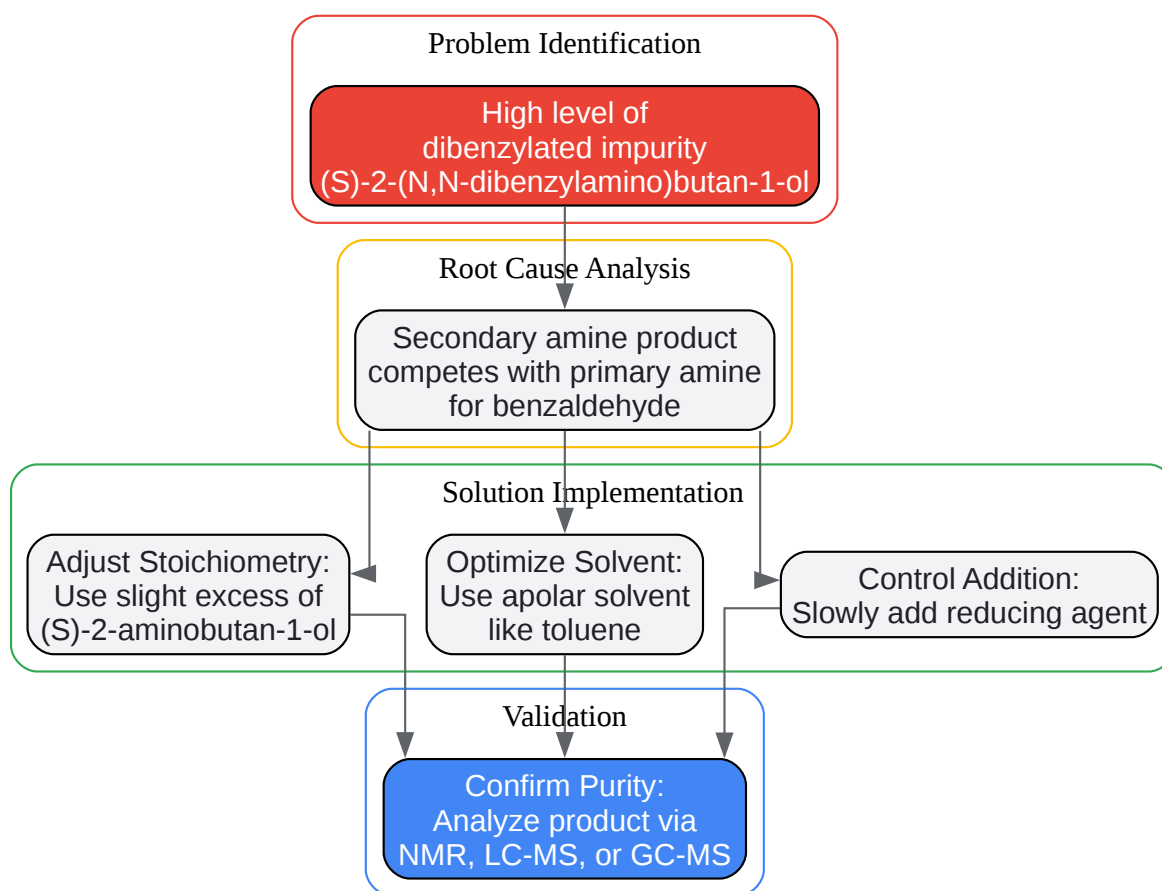 Problem Identification
High level of
dibenzylated impurity
(S)-2-(N,N-dibenzylamino)butan-1-ol
Root Cause Analysis
Secondary amine product
competes with primary amine
for benzaldehyde
Solution Implementation
Adjust Stoichiometry:
Use slight excess of
(S)-2-aminobutan-1-ol
Optimize Solvent:
Use apolar solvent
like toluene
Control Addition:
Slowly add reducing agent
Validation
Confirm Purity:
Analyze product via
NMR, LC-MS, or GC-MS